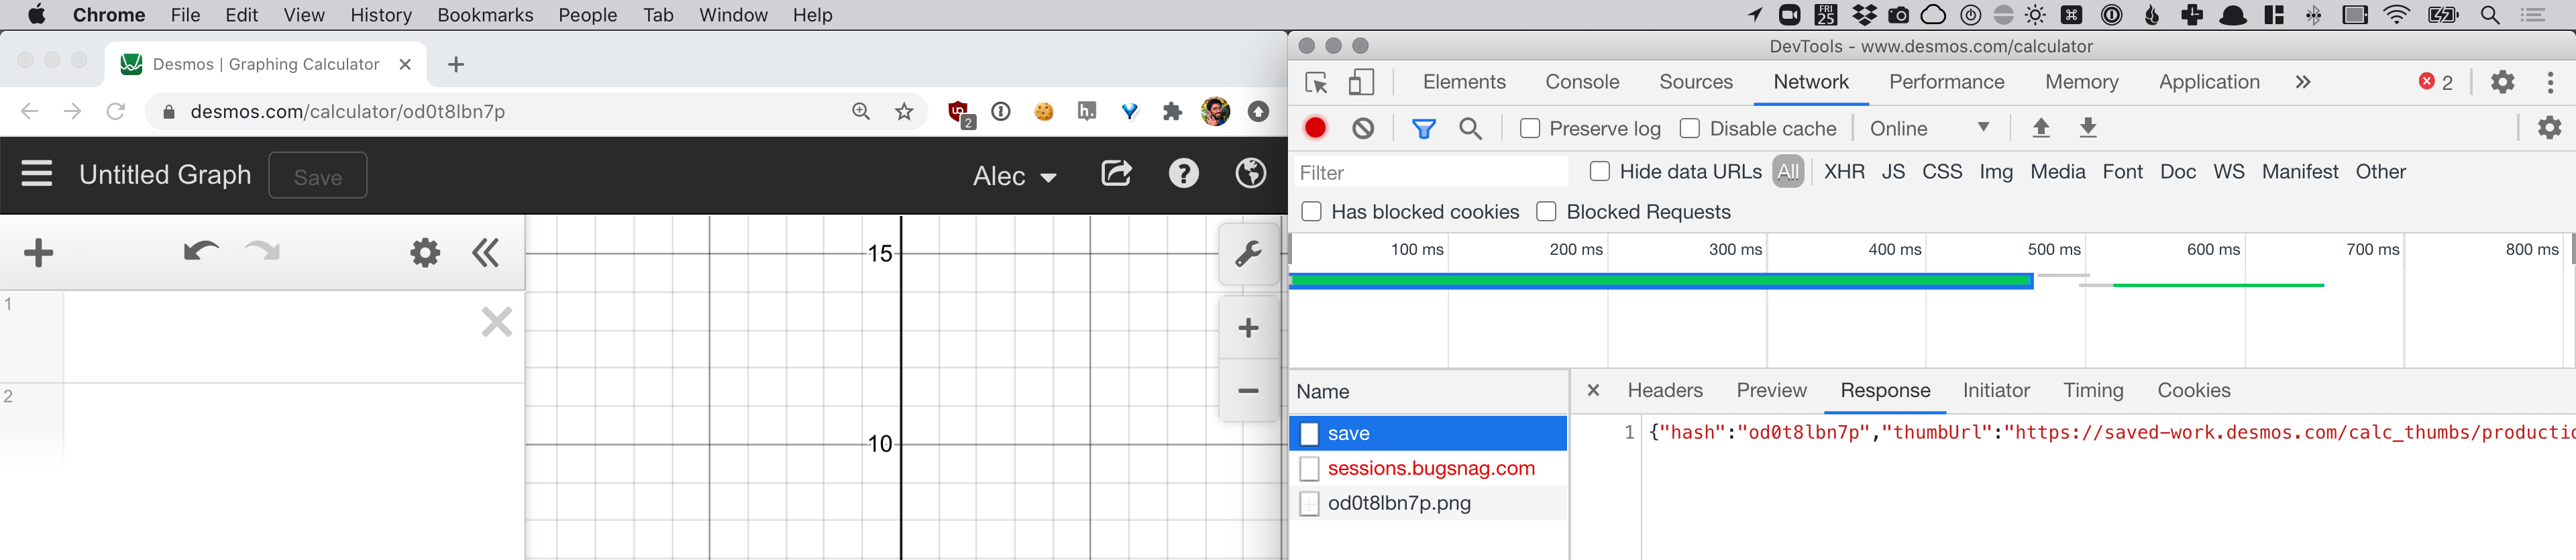 Chrome File Edit View History Bookmarks People Tab Window Help
FRI
25
Desmos | Graphing Calculator
desmos.com/calculator/od0t8lbn7p
2
Untitled Graph
Save
Alec
1
2
15
10
DevTools - www.desmos.com/calculator
Elements Console Sources Network Performance Memory Application
2
Preserve log Disable cache Online
Filter
Hide data URLs All XHR JS CSS Img Media Font Doc WS Manifest Other
Has blocked cookies Blocked Requests
100 ms 200 ms 300 ms 400 ms 500 ms 600 ms 700 ms 800 ms
Name
save
sessions.bugsnag.com
od0t8lbn7p.png
Headers Preview Response Initiator Timing Cookies
1 {"hash":"od0t8lbn7p","thumbUrl":"https://saved-work.desmos.com/calc_thumbs/productio